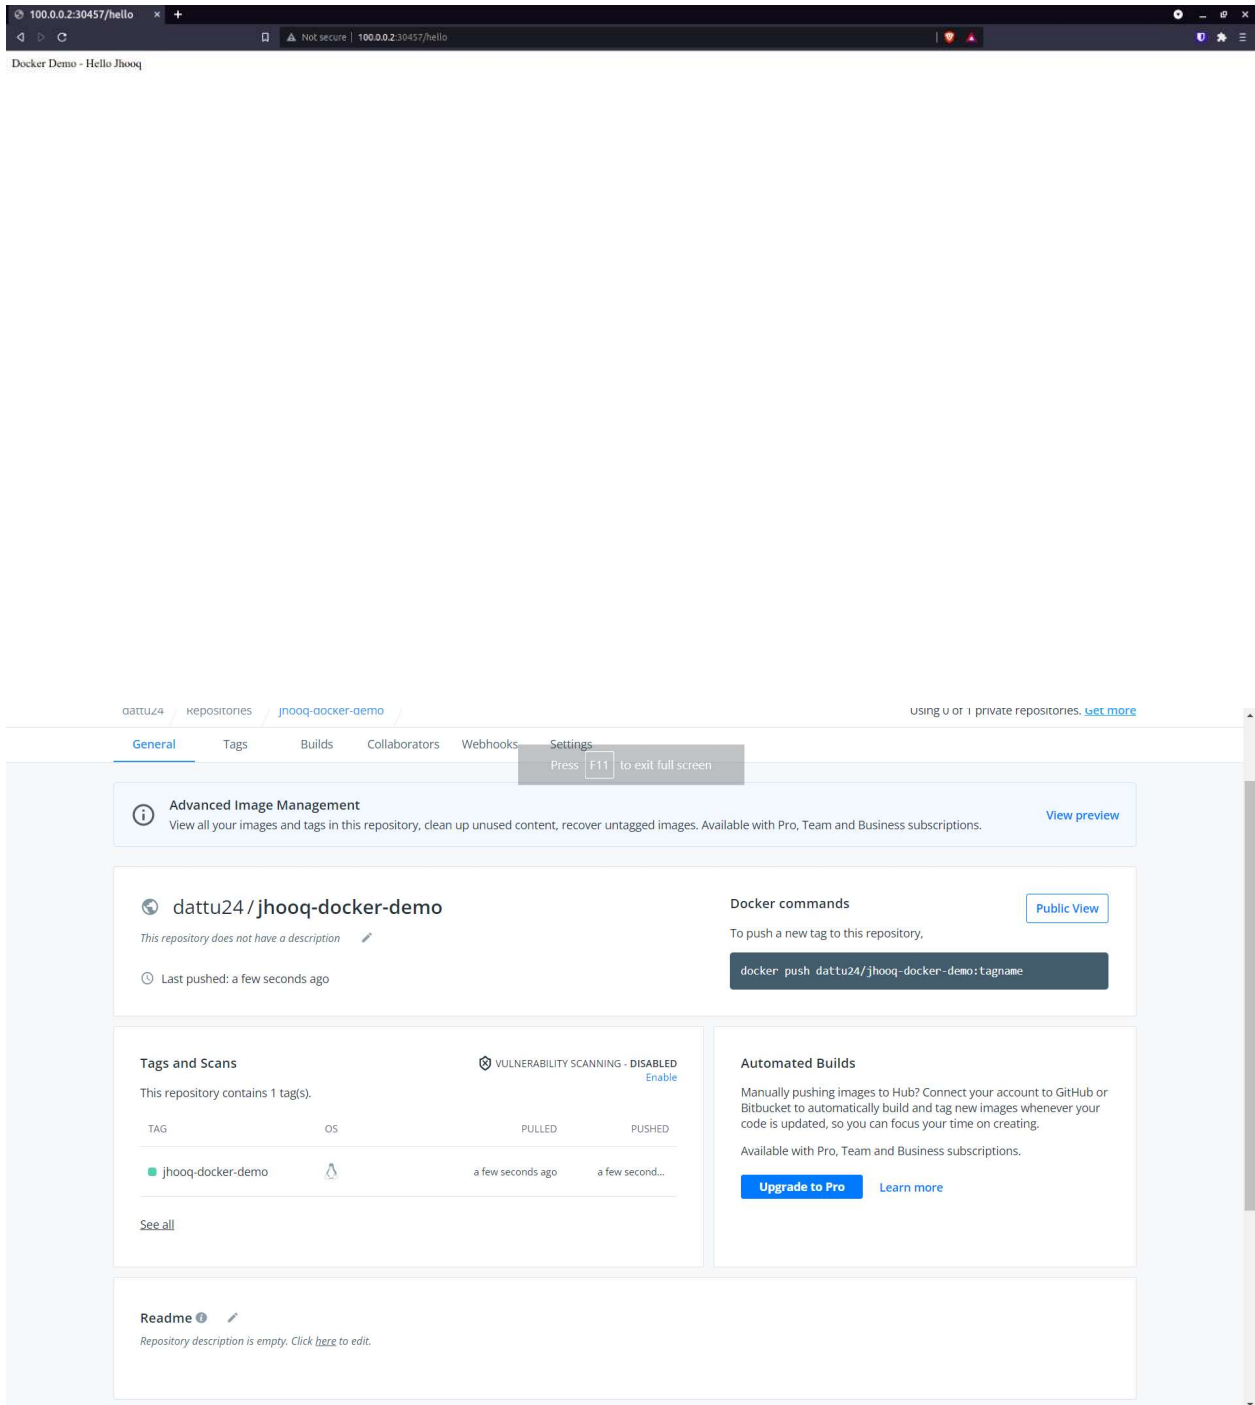 100.0.0.2:30457/hello
Not secure | 100.0.0.2:30457/hello
Docker Demo - Hello Jhooq
dattu24 / Repositories / jhooq-docker-demo
Using 0 of 1 private repositories. Get more
General Tags Builds Collaborators Webhooks Settings
Press F11 to exit full screen
Advanced Image Management
View all your images and tags in this repository, clean up unused content, recover untagged images. Available with Pro, Team and Business subscriptions.
View preview
dattu24 / jhooq-docker-demo
This repository does not have a description
Last pushed: a few seconds ago
Docker commands
Public View
To push a new tag to this repository,
docker push dattu24/jhooq-docker-demo:tagname
Tags and Scans
VULNERABILITY SCANNING - DISABLED
Enable
This repository contains 1 tag(s).
TAG OS PULLED PUSHED
jhooq-docker-demo a few seconds ago a few second...
See all
Automated Builds
Manually pushing images to Hub? Connect your account to GitHub or
Bitbucket to automatically build and tag new images whenever your
code is updated, so you can focus your time on creating.
Available with Pro, Team and Business subscriptions.
Upgrade to Pro Learn more
Readme
Repository description is empty. Click here to edit.